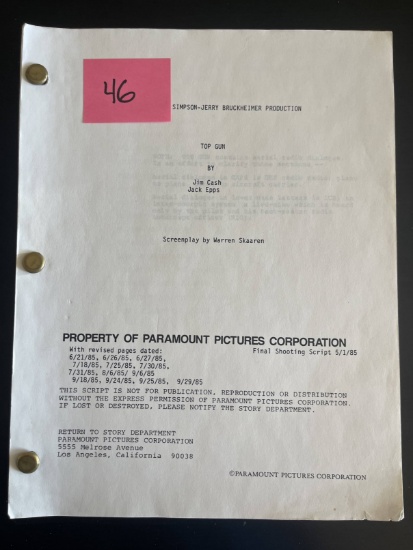 46
SIMPSON-JERRY BRUCKHEIMER PRODUCTION
TOP GUN
BY
Jim Cash
Jack Epps
Screenplay by Warren Skaaren
PROPERTY OF PARAMOUNT PICTURES CORPORATION
With revised pages dated: Final Shooting Script 5/1/85
6/21/85, 6/26/85, 6/27/85,
7/18/85, 7/25/85, 7/30/85,
7/31/85, 8/6/85/ 9/6/85
9/18/85, 9/24/85, 9/25/85, 9/29/85
THIS SCRIPT IS NOT FOR PUBLICATION, REPRODUCTION OR DISTRIBUTION
WITHOUT THE EXPRESS PERMISSION OF PARAMOUNT PICTURES CORPORATION.
IF LOST OR DESTROYED, PLEASE NOTIFY THE STORY DEPARTMENT.
RETURN TO STORY DEPARTMENT
PARAMOUNT PICTURES CORPORATION
5555 Melrose Avenue
Los Angeles, California 90038
©PARAMOUNT PICTURES CORPORATION